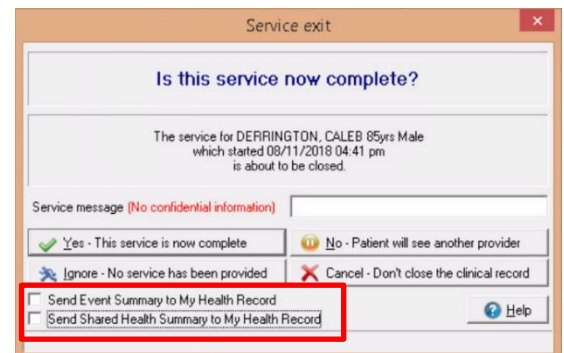 Service exit
Is this service now complete?
The service for DERRINGTON, CALEB 85yrs Male
which started 08/11/2018 04:41 pm
is about to be closed.
Service message (No confidential information)
Yes - This service is now complete
No - Patient will see another provider
Ignore - No service has been provided
Cancel - Don't close the clinical record
Send Event Summary to My Health Record
Send Shared Health Summary to My Health Record
Help